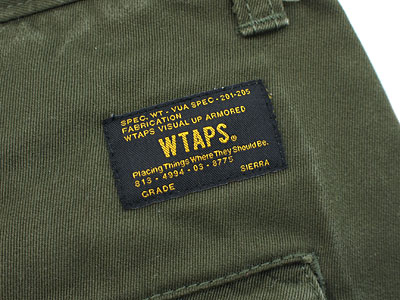 SPEC. WT - VUA SPEC - 201-205
FABRICATION
WTAPS VISUAL UP ARMORED
WTAPS®
Placing Things Where They Should Be.
813 - 4994 - 03 - 8775
GRADE SIERRA